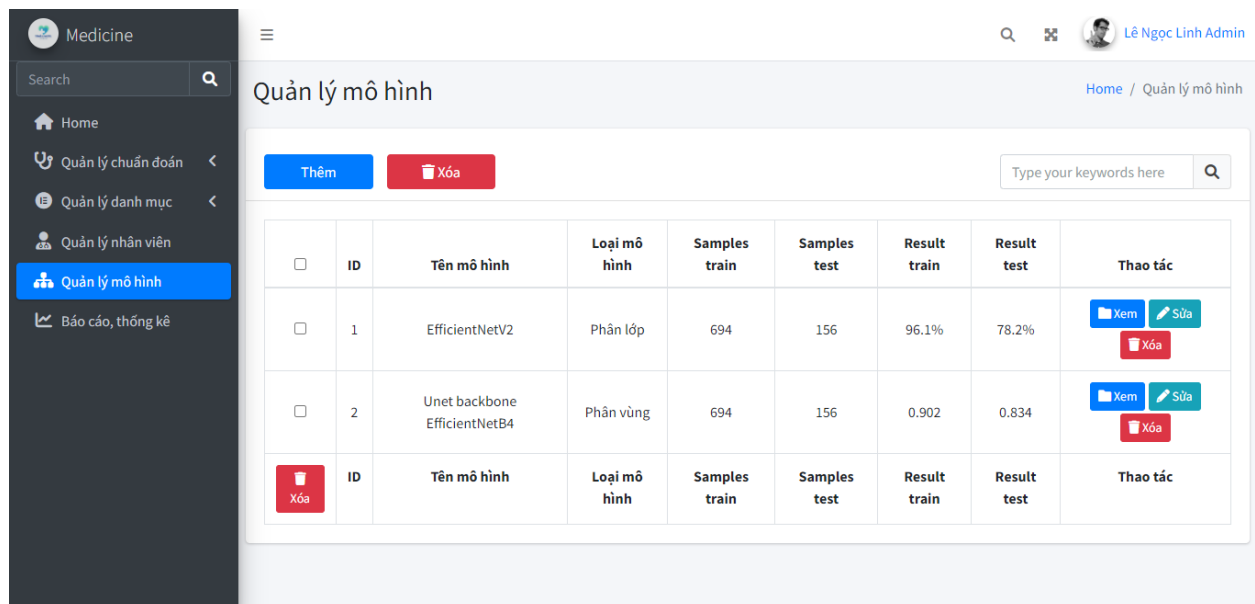 Medicine
Lê Ngọc Linh Admin
Search
Quản lý mô hình
Home / Quản lý mô hình
Home
Quản lý chuẩn đoán
Quản lý danh mục
Quản lý nhân viên
Quản lý mô hình
Báo cáo, thống kê
Thêm
Xóa
Type your keywords here
ID
Tên mô hình
Loại mô
hình
Samples
train
Samples
test
Result
train
Result
test
Thao tác
1
EfficientNetV2
Phân lớp
694
156
96.1%
78.2%
Xem
Sửa
Xóa
2
Unet backbone
EfficientNetB4
Phân vùng
694
156
0.902
0.834
Xem
Sửa
Xóa
Xóa
ID
Tên mô hình
Loại mô
hình
Samples
train
Samples
test
Result
train
Result
test
Thao tác